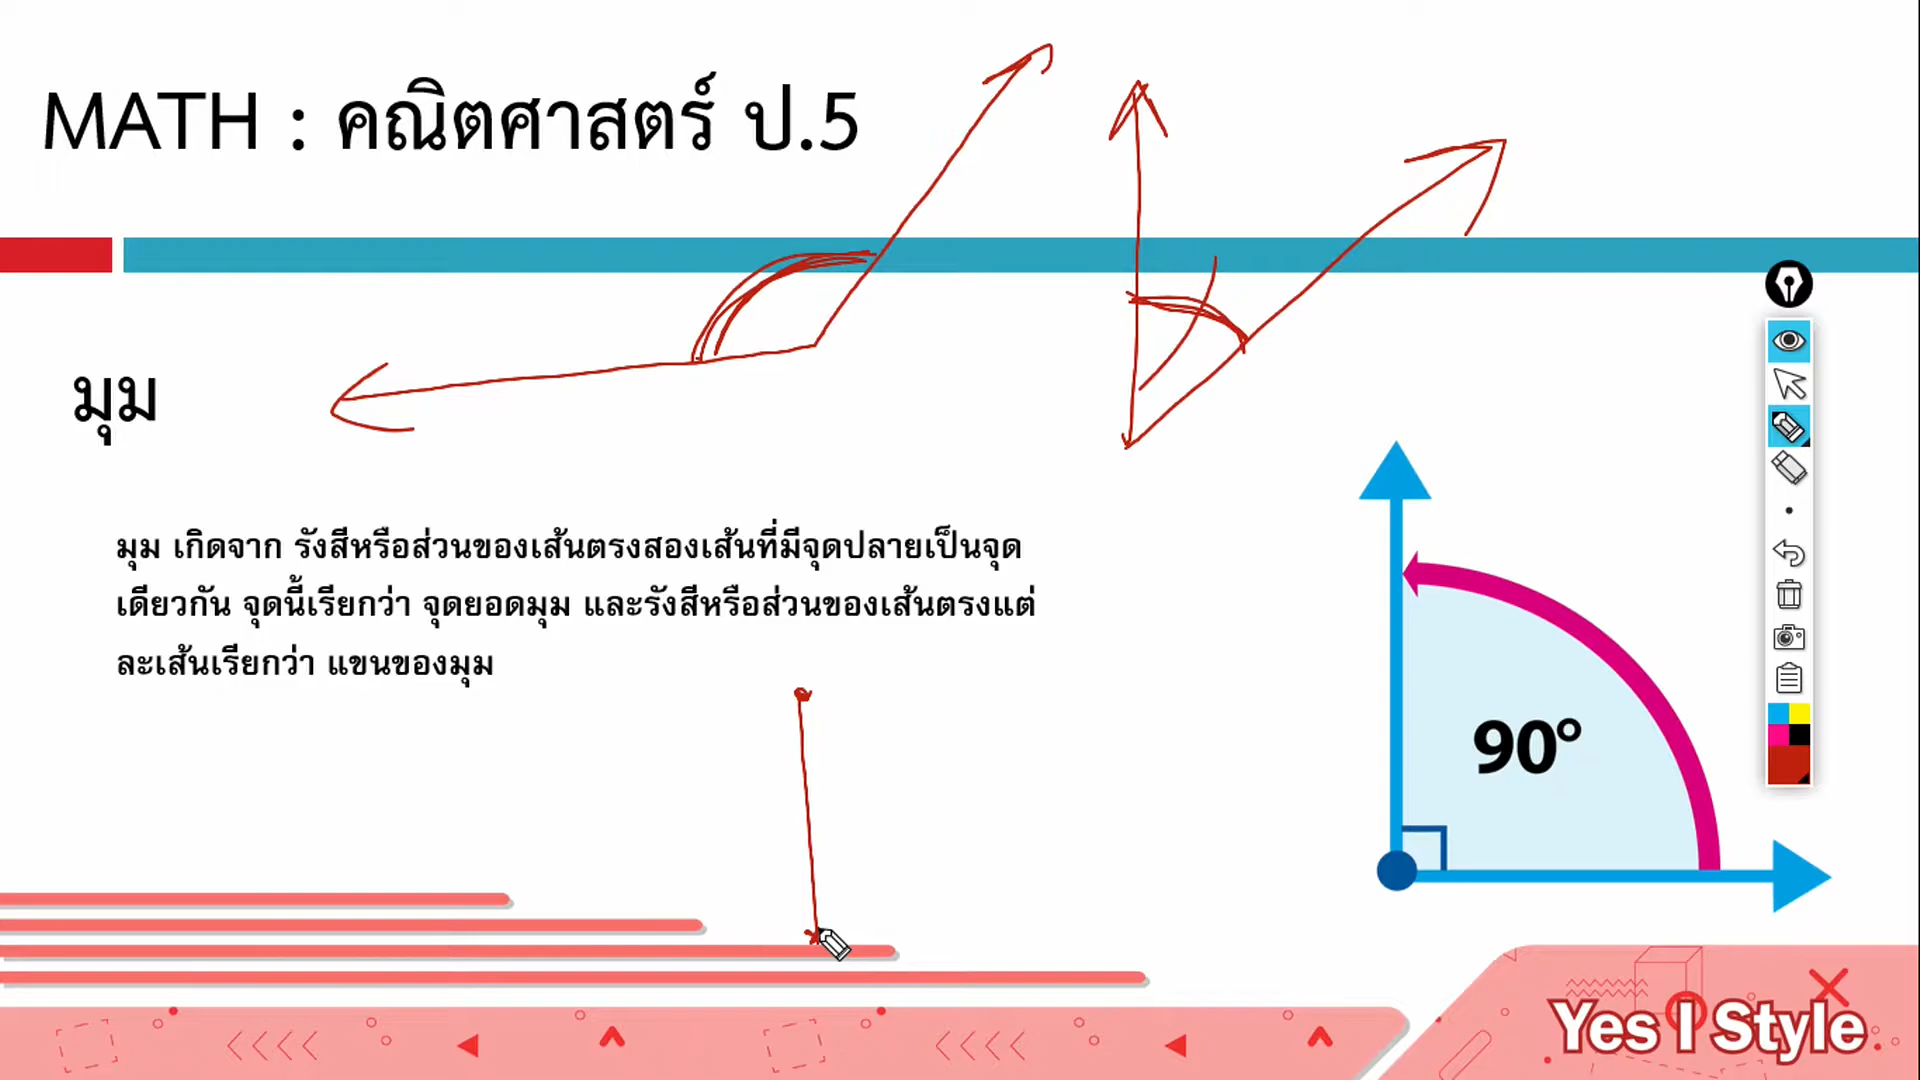 MATH : คณิตศาสตร์ ป.5
มุม
มุม เกิดจาก รังสีหรือส่วนของเส้นตรงสองเส้นที่มีจุดปลายเป็นจุด
เดียวกัน จุดนี้เรียกว่า จุดยอดมุม และรังสีหรือส่วนของเส้นตรงแต่
ละเส้นเรียกว่า แขนของมุม
90°
Yes I Style